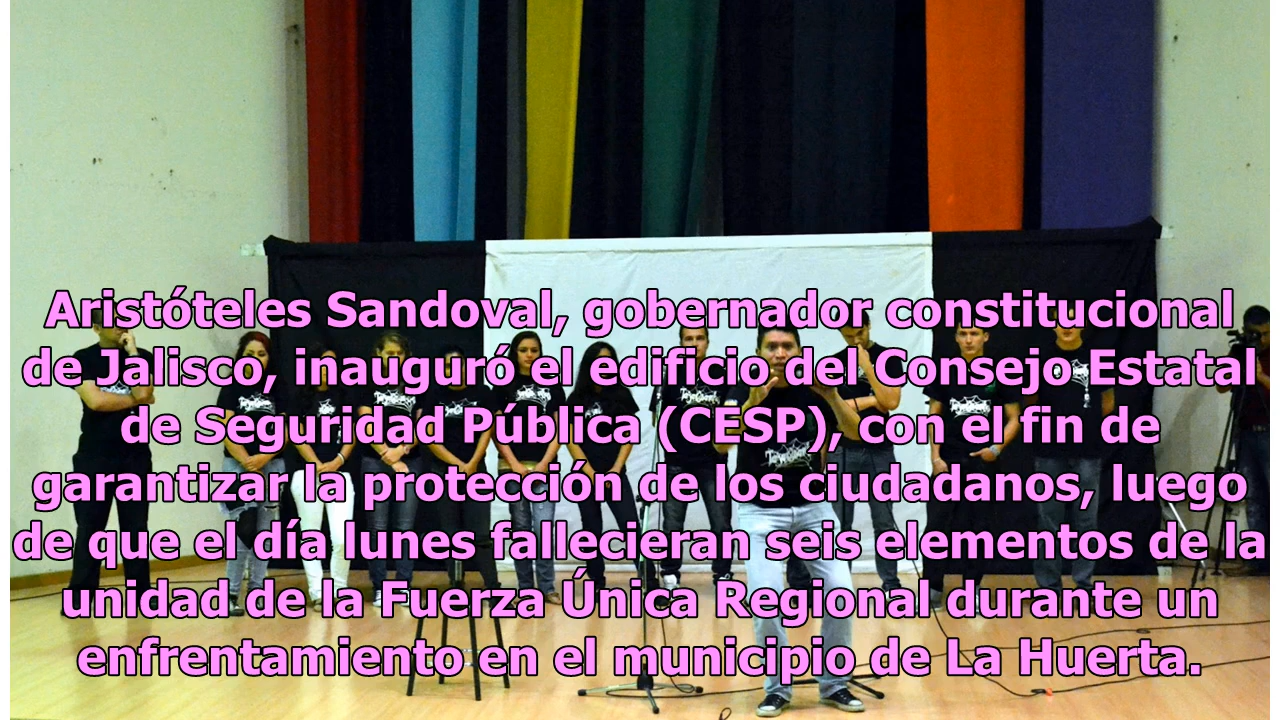 Aristóteles Sandoval, gobernador constitucional
de Jalisco, inauguró el edificio del Consejo Estatal
de Seguridad Pública (CESP), con el fin de
garantizar la protección de los ciudadanos, luego
de que el día lunes fallecieran seis elementos de la
unidad de la Fuerza Única Regional durante un
enfrentamiento en el municipio de La Huerta.